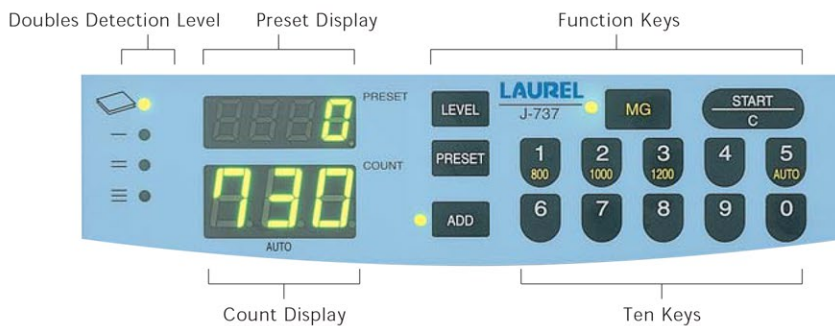 Doubles Detection Level Preset Display Function Keys
PRESET
0
LEVEL
LAUREL
J-737
MG
START
C
COUNT
730
AUTO
PRESET
1 2 3 4 5
800 1000 1200 AUTO
ADD
6 7 8 9 0
Count Display Ten Keys